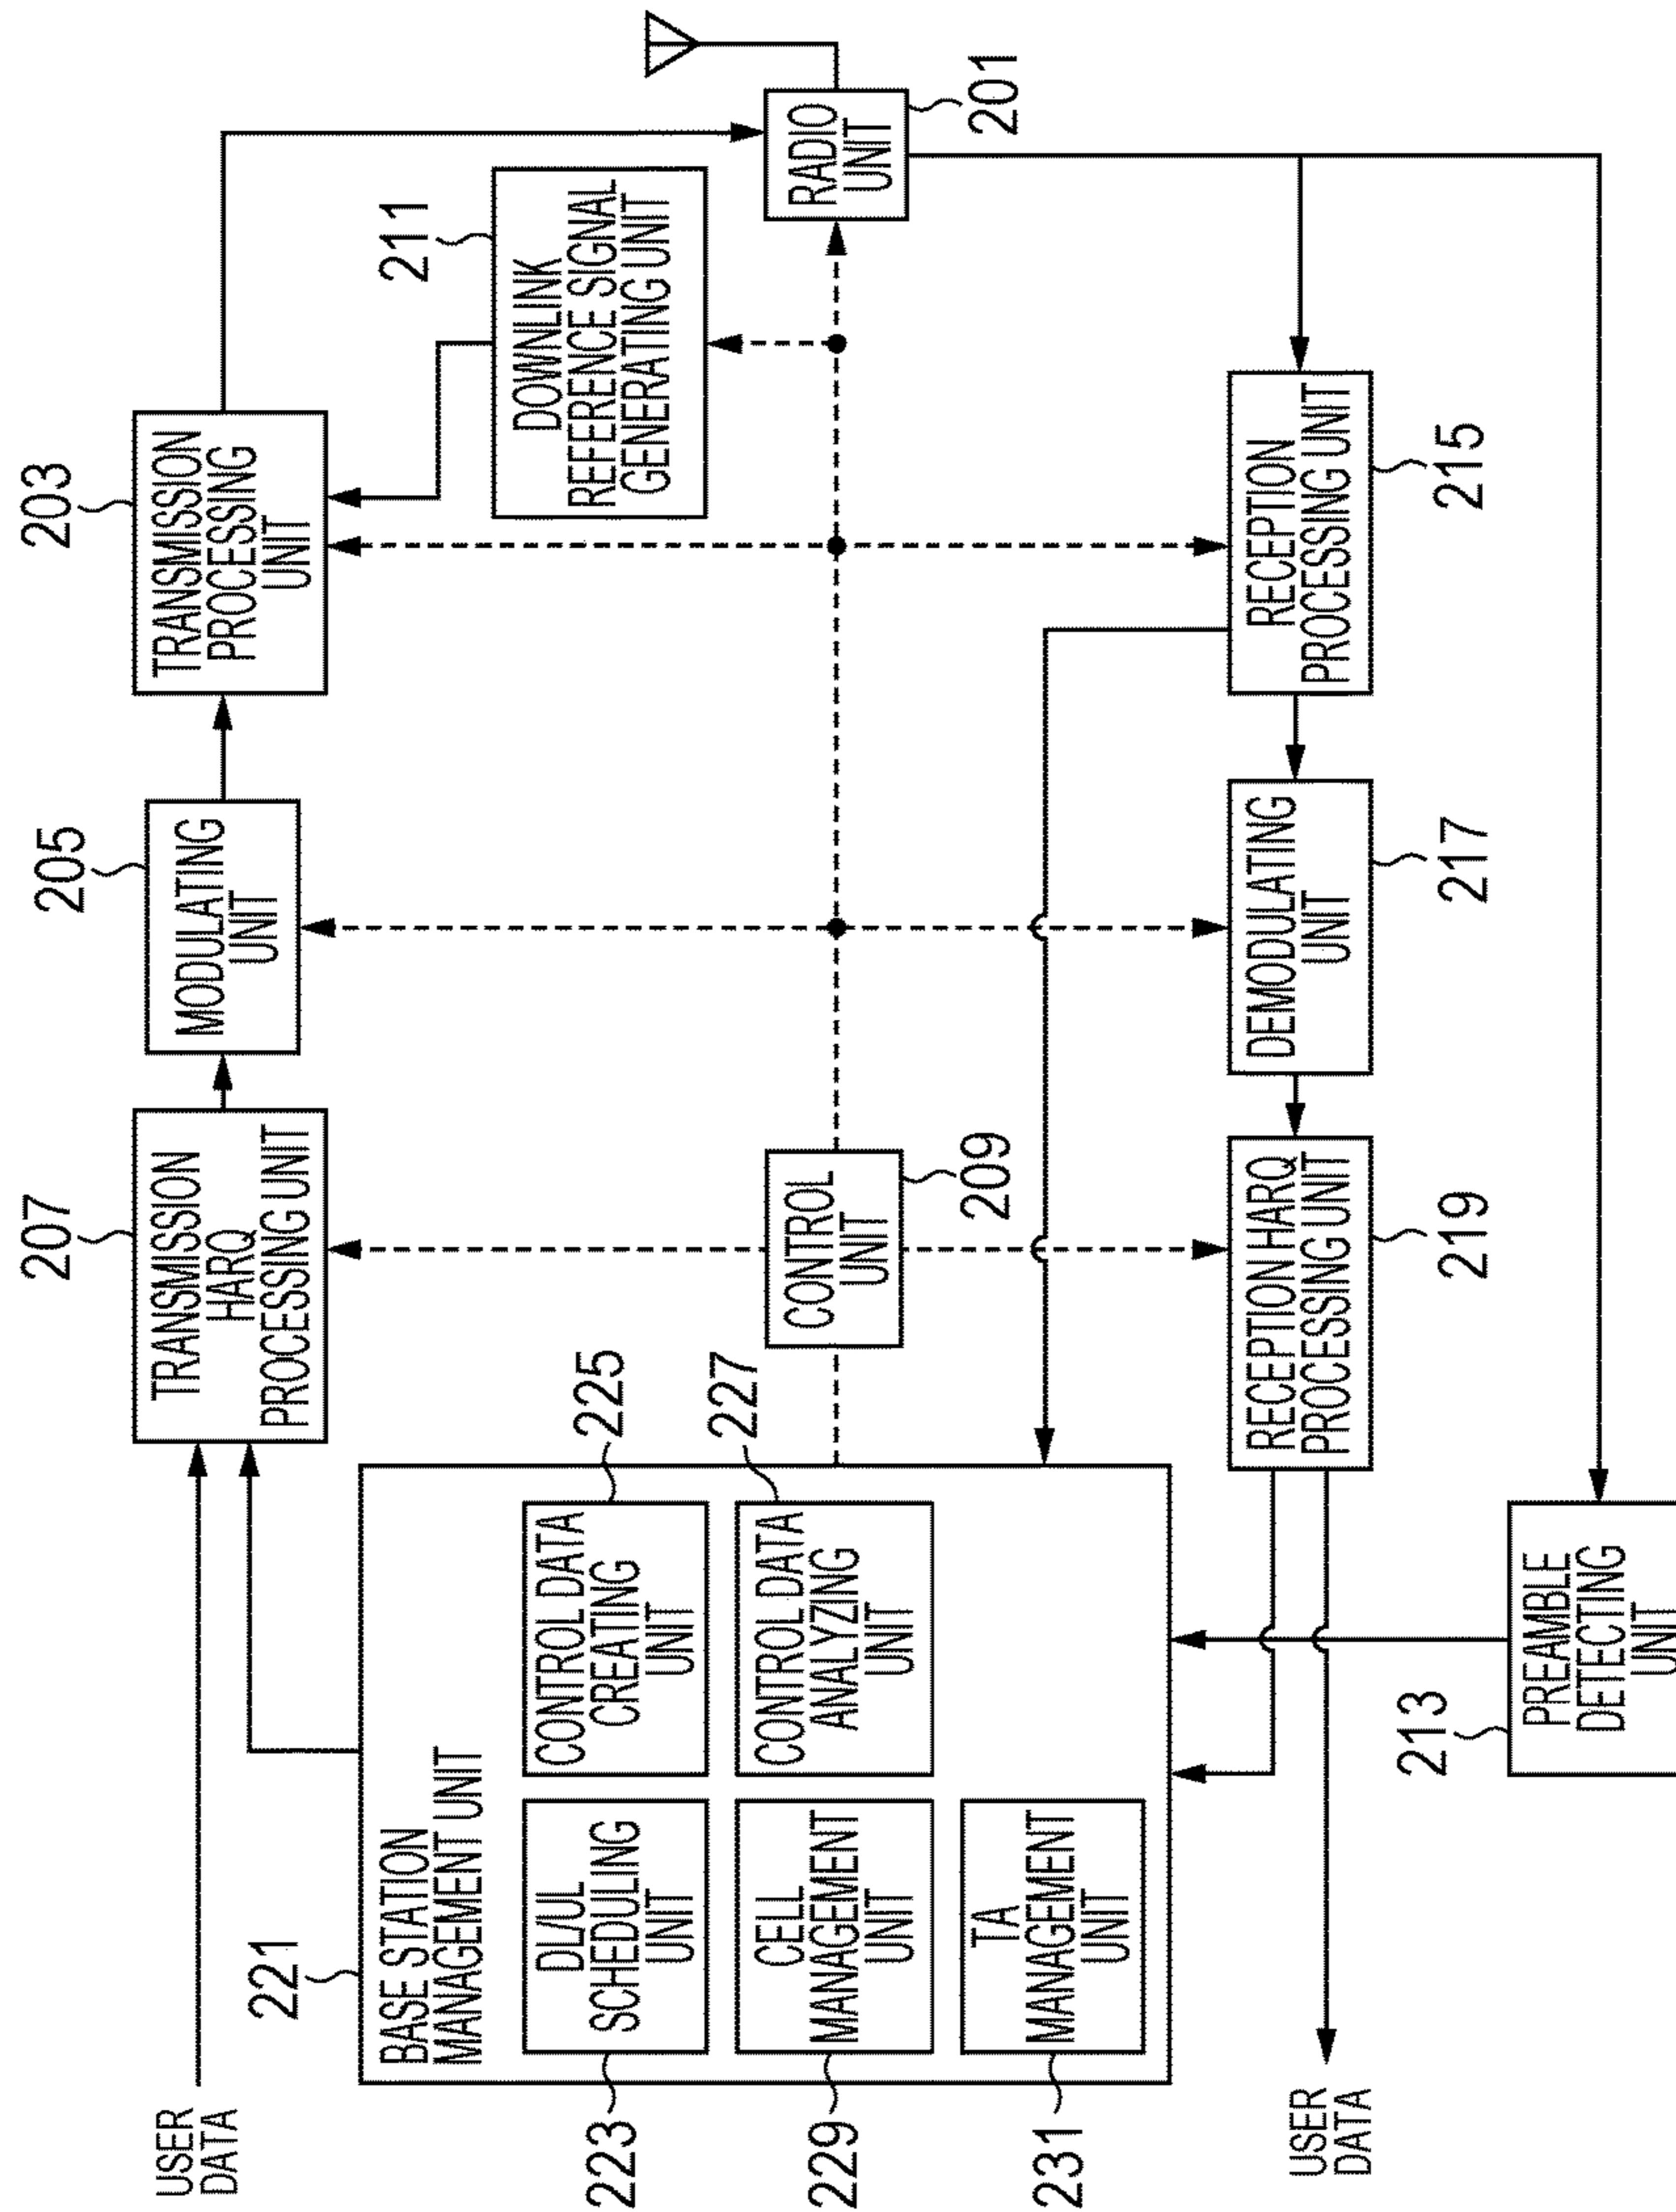 USER
DATA
207
TRANSMISSION
HARQ
PROCESSING UNIT
205
MODULATING
UNIT
203
TRANSMISSION
PROCESSING
UNIT
211
DOWNLINK
REFERENCE SIGNAL
GENERATING UNIT
221
BASE STATION
MANAGEMENT UNIT
223
DL/UL
SCHEDULING
UNIT
225
CONTROL DATA
CREATING
UNIT
229
CELL
MANAGEMENT
UNIT
227
CONTROL DATA
ANALYZING
UNIT
231
TA
MANAGEMENT
UNIT
CONTROL
UNIT
209
RADIO
UNIT
201
RECEPTION HARQ
PROCESSING UNIT
219
DEMODULATING
UNIT
217
RECEPTION
PROCESSING UNIT
215
USER
DATA
213
PREAMBLE
DETECTING
UNIT